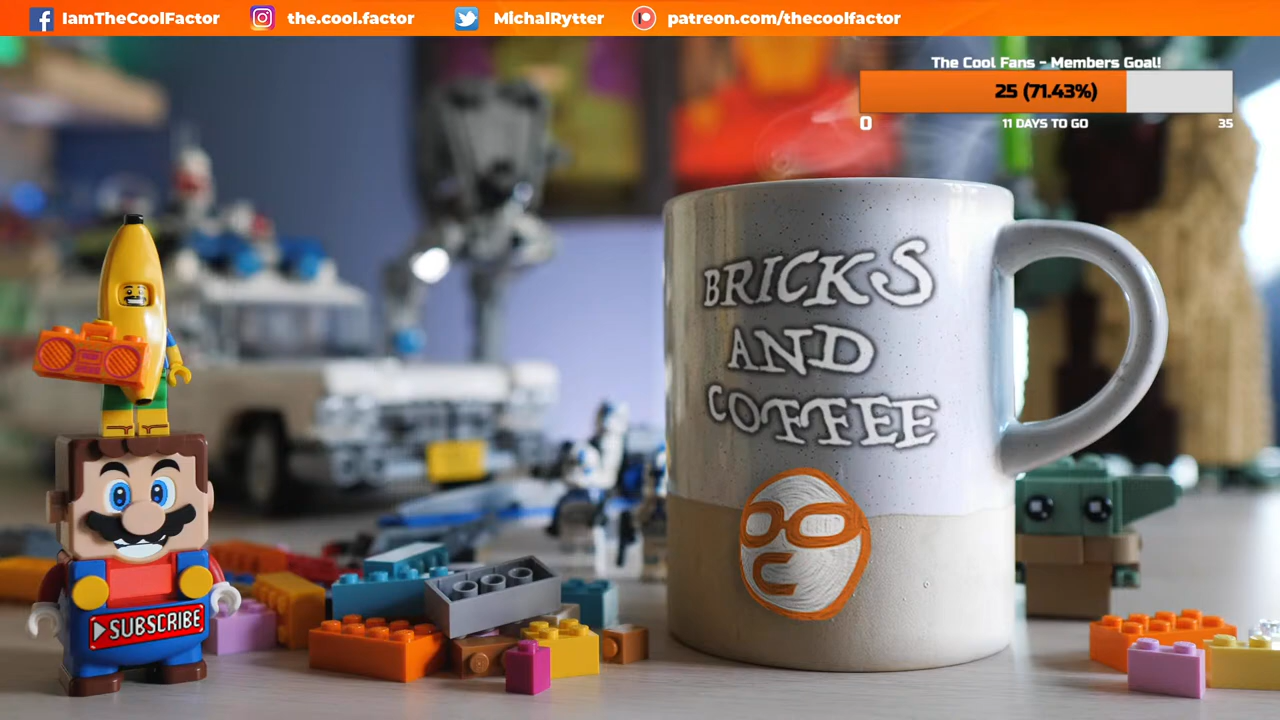 IamTheCoolFactor the.cool.factor MichalRytter patreon.com/thecoolfactor
The Cool Fans - Members Goal!
25 (71.43%)
0 11 DAYS TO GO 35
BRICKS
AND
COFFEE
SUBSCRIBE